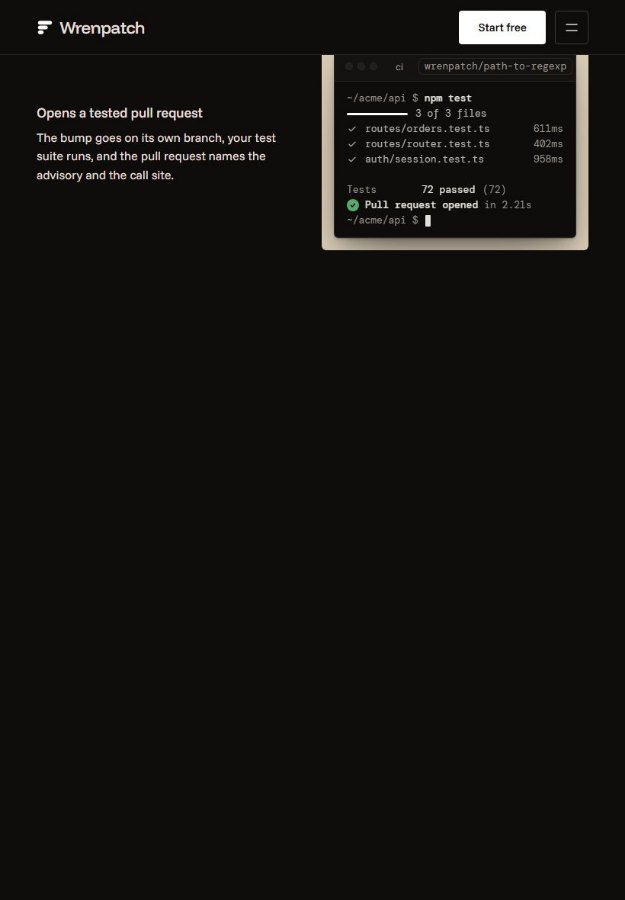 Wrenpatch
Start free
Opens a tested pull request
The bump goes on its own branch, your test
suite runs, and the pull request names the
advisory and the call site.
ci
wrenpatch/path-to-regexp
~/acme/api $ npm test
3 of 3 files
✓ routes/orders.test.ts 611ms
✓ routes/router.test.ts 402ms
✓ auth/session.test.ts 958ms
Tests 72 passed (72)
Pull request opened in 2.21s
~/acme/api $